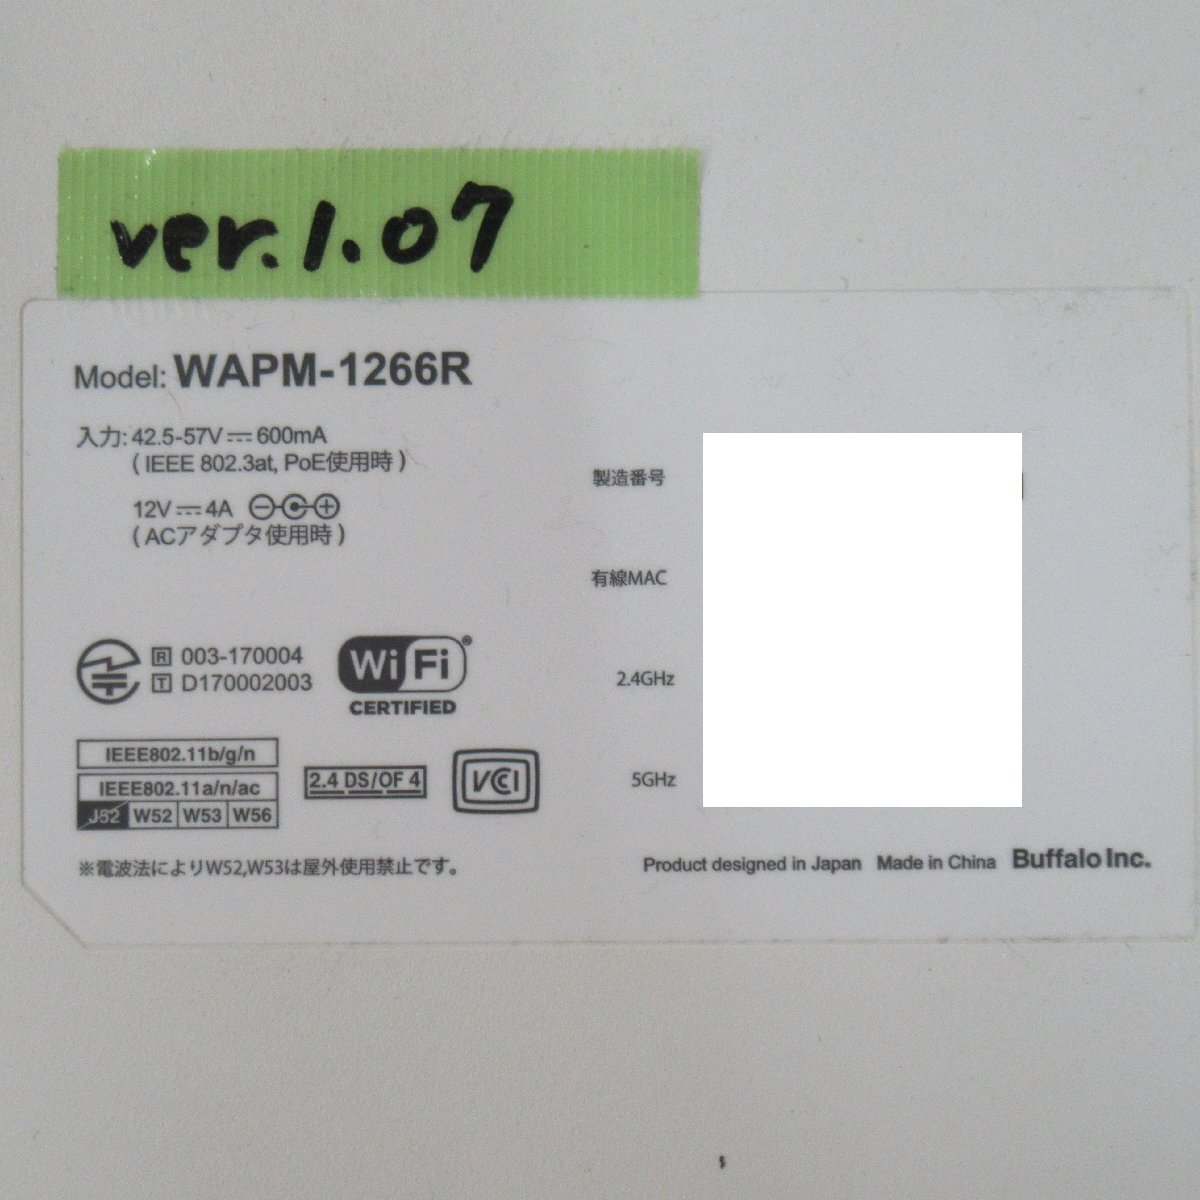 ver.1.07
Model: WAPM-1266R
入力: 42.5-57V 600mA
( IEEE 802.3at, PoE使用時 )
12V 4A
( ACアダプタ使用時 )
R 003-170004
T D170002003
Wi Fi®
CERTIFIED
IEEE802.11b/g/n
IEEE802.11a/n/ac
J52 W52 W53 W56
2.4 DS/OF 4
VCCI
※電波法によりW52,W53は屋外使用禁止です。
製造番号
有線MAC
2.4GHz
5GHz
Product designed in Japan Made in China Buffalo Inc.